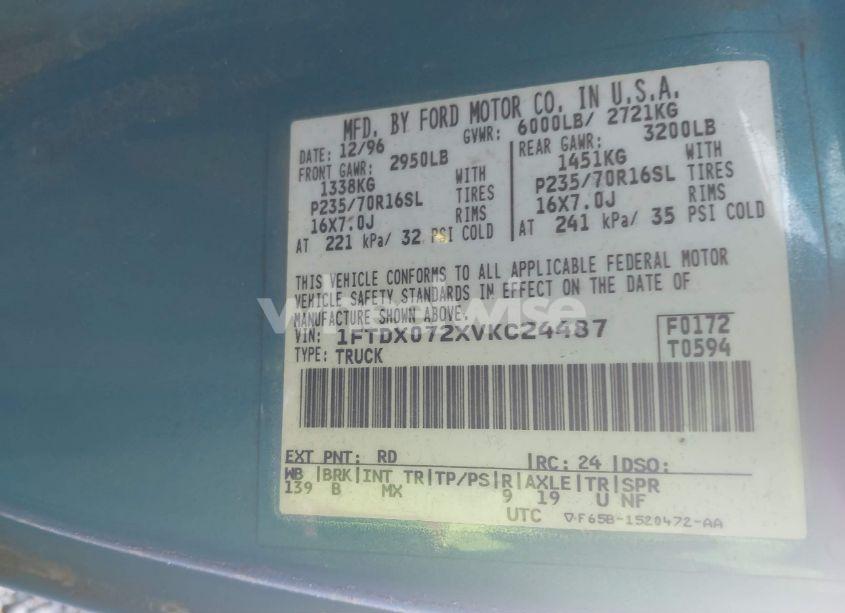 MFD. BY FORD MOTOR CO. IN U.S.A.
DATE: 12/96 GVWR: 6000LB/ 2721KG
FRONT GAWR: 2950LB REAR GAWR: 3200LB
1338KG WITH 1451KG WITH
P235/70R16SL TIRES P235/70R16SL TIRES
16X7.0J RIMS 16X7.0J RIMS
AT 221 kPa/ 32 PSI COLD AT 241 kPa/ 35 PSI COLD
THIS VEHICLE CONFORMS TO ALL APPLICABLE FEDERAL MOTOR
VEHICLE SAFETY STANDARDS IN EFFECT ON THE DATE OF
MANUFACTURE SHOWN ABOVE.
VIN: 1FTDX072XVKC24487 F0172
TYPE: TRUCK T0594
EXT PNT: RD RC: 24 DSO:
WB BRK INT TR TP/PS R AXLE TR SPR
139 B MX 9 19 U NF
UTC F65B-1520472-AA